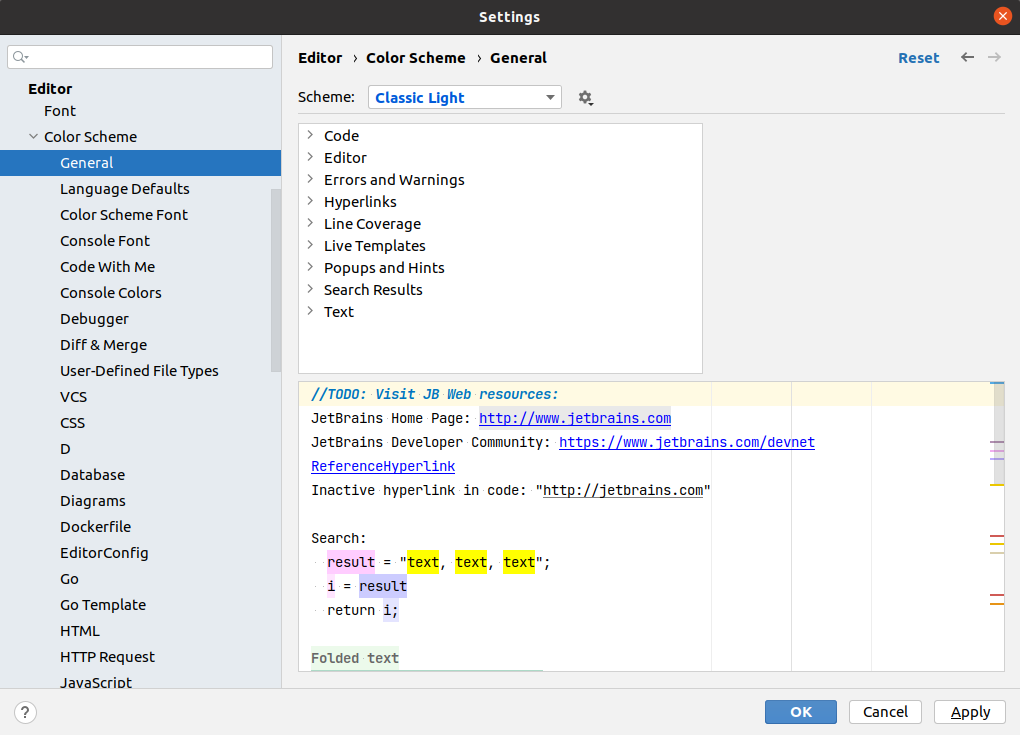 Settings
Editor › Color Scheme › General
Reset
Scheme: Classic Light
Editor
Font
Color Scheme
General
Language Defaults
Color Scheme Font
Console Font
Code With Me
Console Colors
Debugger
Diff & Merge
User-Defined File Types
VCS
CSS
D
Database
Diagrams
Dockerfile
EditorConfig
Go
Go Template
HTML
HTTP Request
JavaScript
Code
Editor
Errors and Warnings
Hyperlinks
Line Coverage
Live Templates
Popups and Hints
Search Results
Text
//TODO: Visit JB Web resources:
JetBrains Home Page: http://www.jetbrains.com
JetBrains Developer Community: https://www.jetbrains.com/devnet
ReferenceHyperlink
Inactive hyperlink in code: "http://jetbrains.com"
Search:
result = "text, text, text";
i = result
return i;
Folded text
?
OK
Cancel
Apply